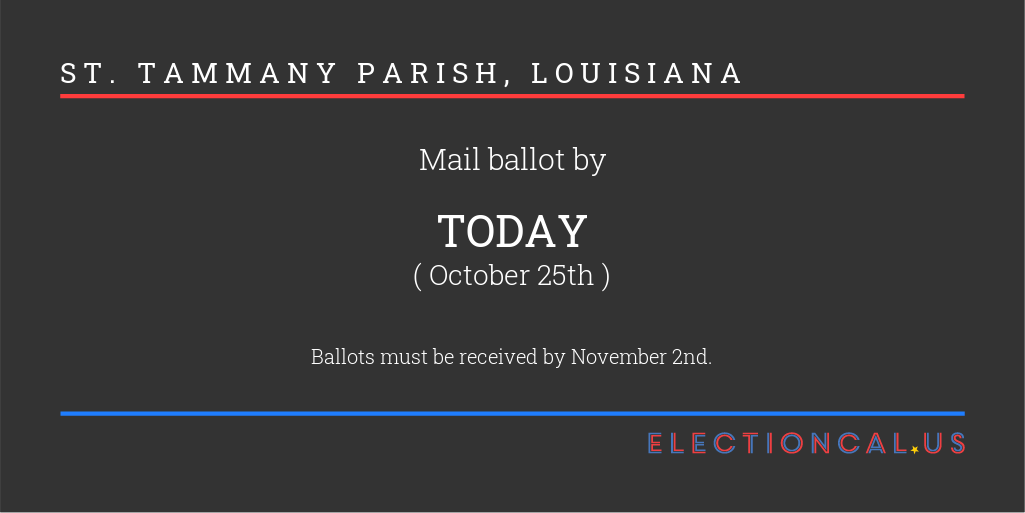 ST. TAMMANY PARISH, LOUISIANA
Mail ballot by
TODAY
( October 25th )
Ballots must be received by November 2nd.
ELECTIONCAL.US